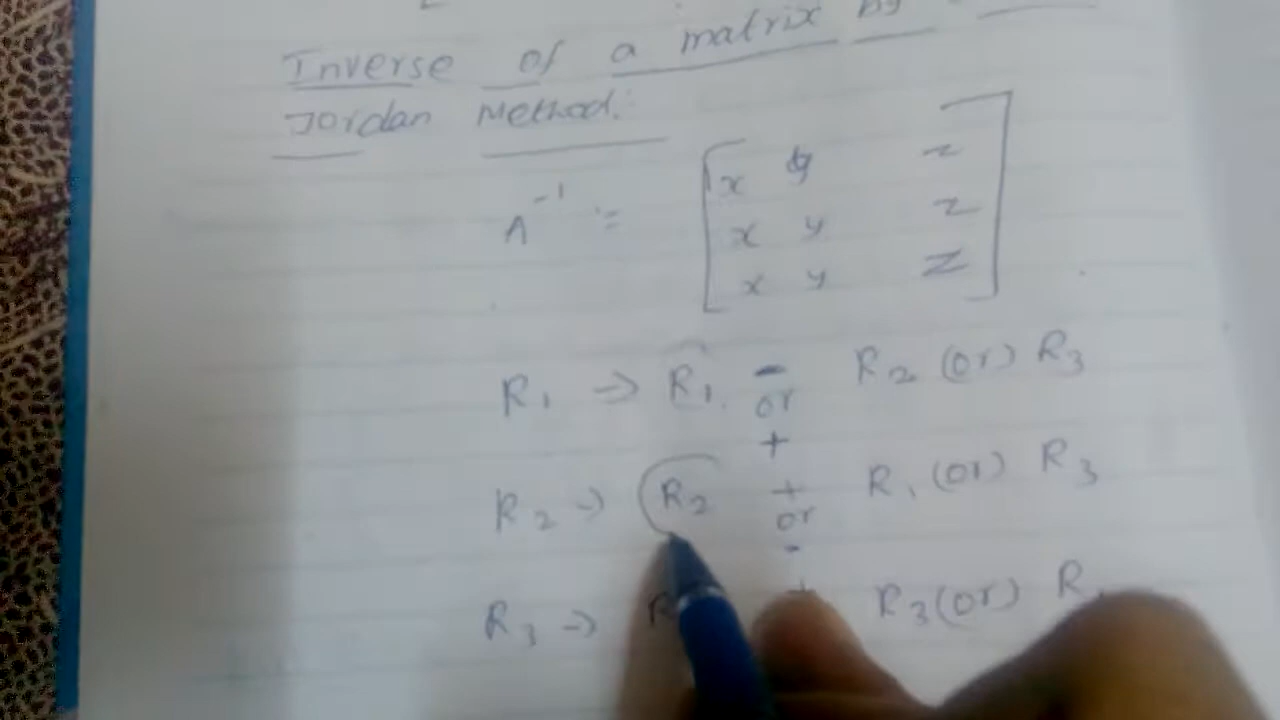 Inverse of a matrix by
Jordan Method:
A⁻¹ = [x y z
x y z
x y z]
R₁ → R₁ - or + R₂ (or) R₃
R₂ → R₂ + or - R₁ (or) R₃
R₃ → R + R₃ (or) R